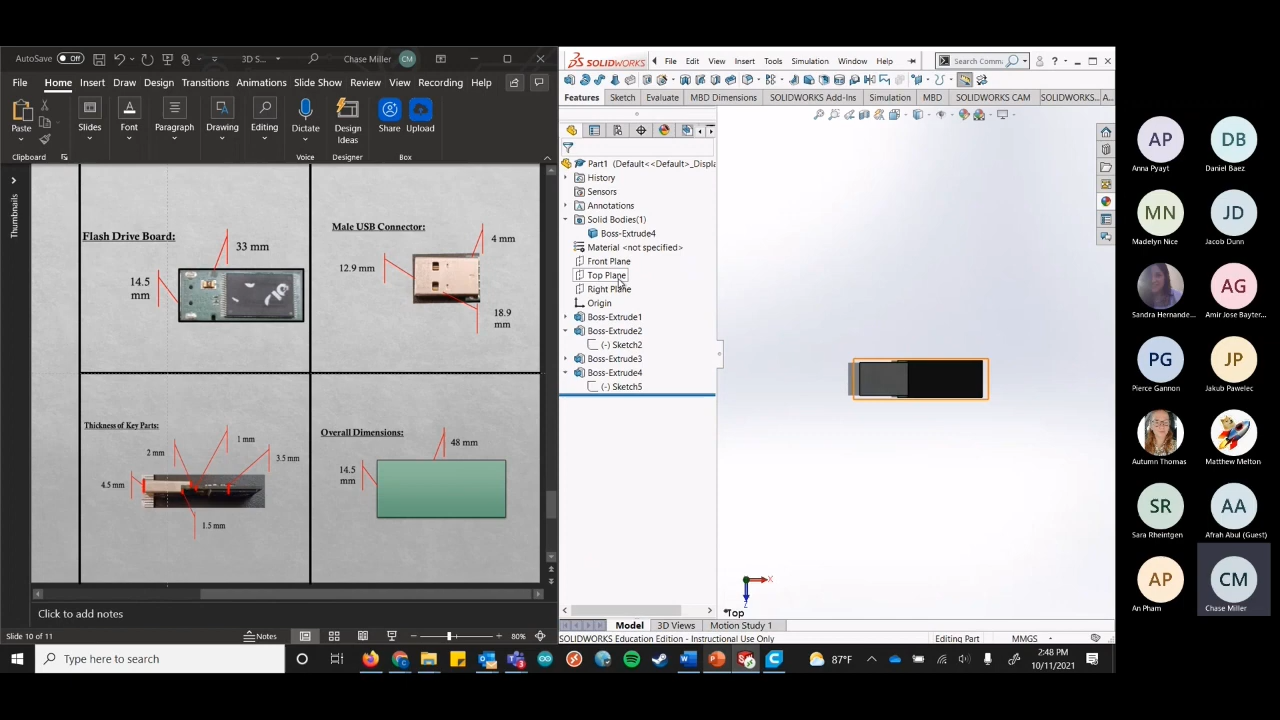 AutoSave Off
3D S...
Chase Miller
CM
File
Home
Insert
Draw
Design
Transitions
Animations
Slide Show
Review
View
Recording
Help
Paste
Slides
Font
Paragraph
Drawing
Editing
Dictate
Design
Ideas
Share
Upload
Clipboard
Voice
Designer
Box
Thumbnails
Flash Drive Board:
33 mm
14.5
mm
Male USB Connector:
4 mm
12.9 mm
18.9
mm
Thickness of Key Parts:
1 mm
2 mm
3.5 mm
4.5 mm
1.5 mm
Overall Dimensions:
48 mm
14.5
mm
Click to add notes
Slide 10 of 11
Notes
80%
SOLIDWORKS
File
Edit
View
Insert
Tools
Simulation
Window
Help
Search Comm
Features
Sketch
Evaluate
MBD Dimensions
SOLIDWORKS Add-Ins
Simulation
MBD
SOLIDWORKS CAM
SOLIDWORKS...
A...
Part1 (Default<<Default>_Displa
History
Sensors
Annotations
Solid Bodies(1)
Boss-Extrude4
Material <not specified>
Front Plane
Top Plane
Right Plane
Origin
Boss-Extrude1
Boss-Extrude2
(-) Sketch2
Boss-Extrude3
Boss-Extrude4
(-) Sketch5
X
Z
*Top
Model
3D Views
Motion Study 1
SOLIDWORKS Education Edition - Instructional Use Only
Editing Part
MMGS
Type here to search
87°F
2:48 PM
10/11/2021
AP
Anna Pyayt
DB
Daniel Baez
MN
Madelyn Nice
JD
Jacob Dunn
Sandra Hernande...
AG
Amir Jose Bayter...
PG
Pierce Gannon
JP
Jakub Pawelec
Autumn Thomas
Matthew Melton
SR
Sara Rheintgen
AA
Afrah Abul (Guest)
AP
An Pham
CM
Chase Miller